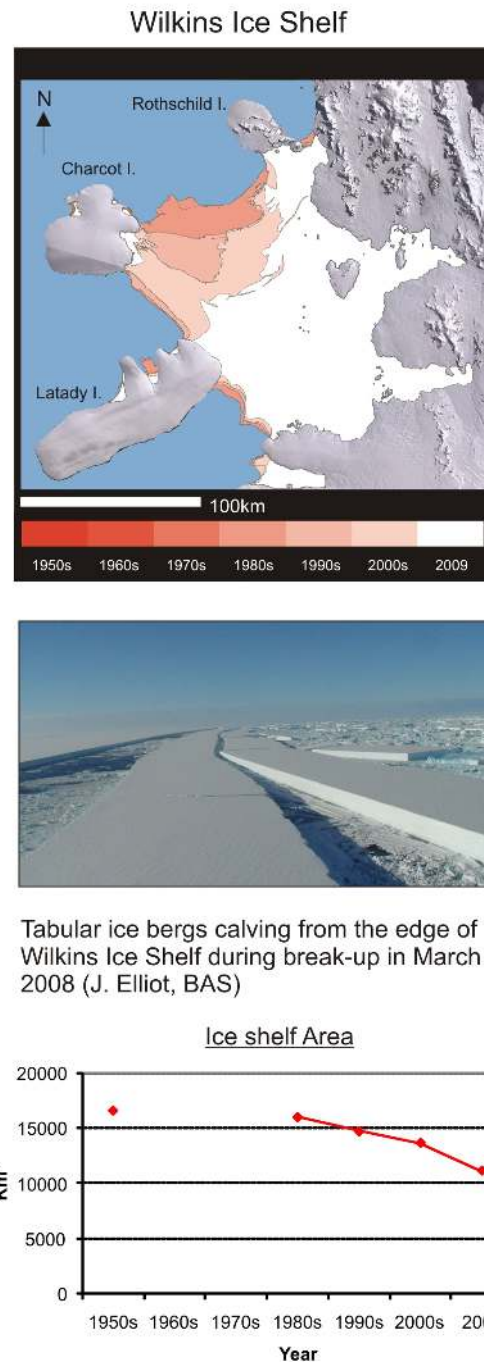 Wilkins Ice Shelf
N
Rothschild I.
Charcot I.
Latady I.
100km
1950s 1960s 1970s 1980s 1990s 2000s 2009
Tabular ice bergs calving from the edge of
Wilkins Ice Shelf during break-up in March
2008 (J. Elliot, BAS)
Ice shelf Area
20000
15000
10000
5000
0
1950s 1960s 1970s 1980s 1990s 2000s
Year